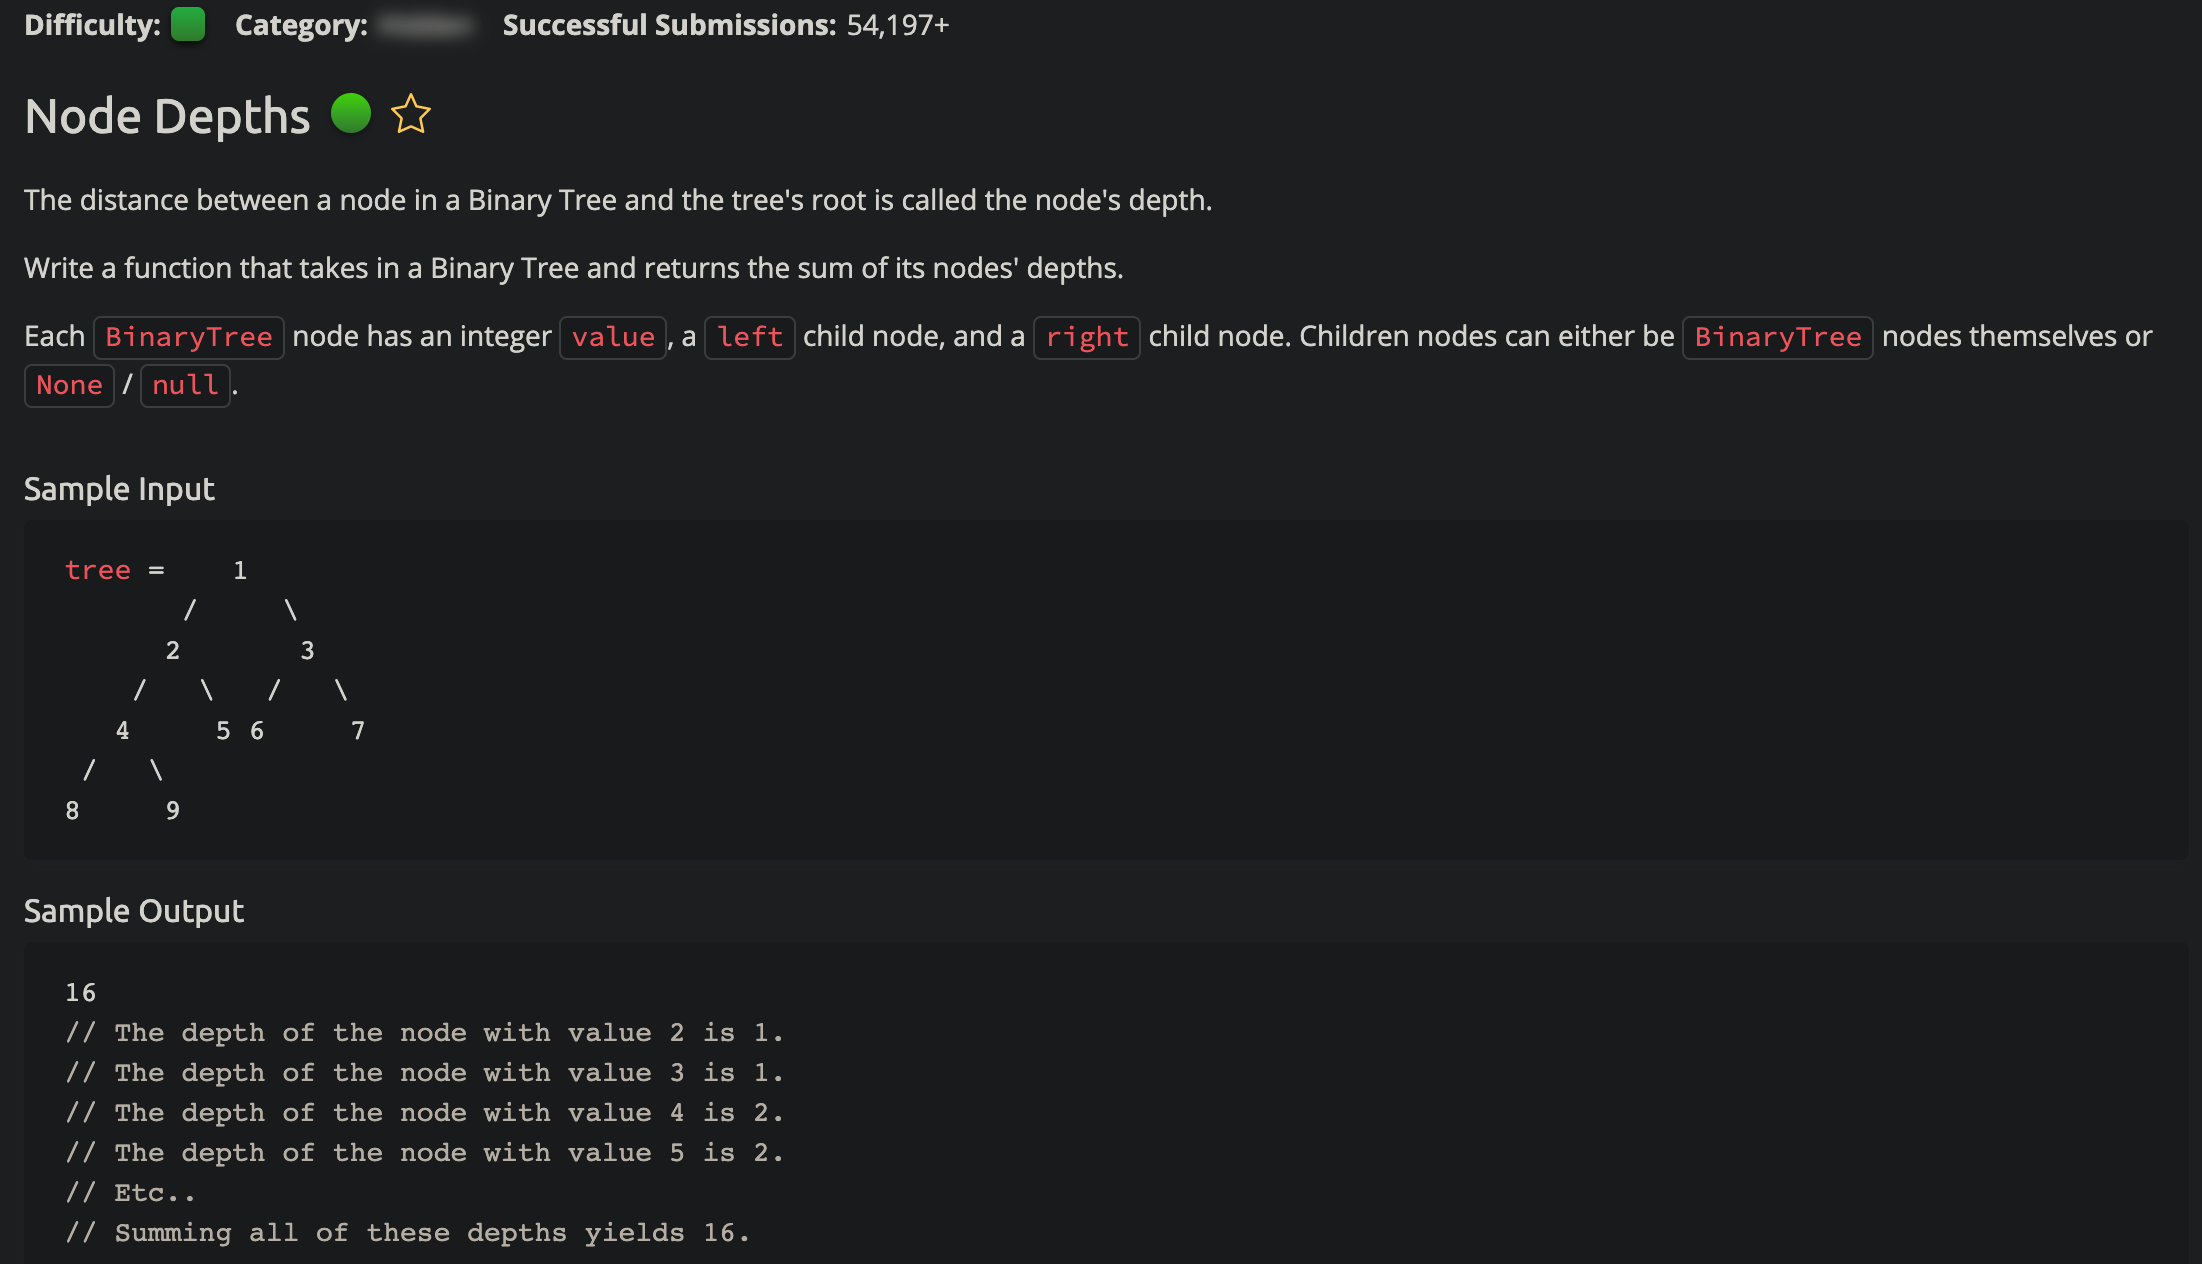 Difficulty: Category: Successful Submissions: 54,197+
Node Depths
The distance between a node in a Binary Tree and the tree's root is called the node's depth.
Write a function that takes in a Binary Tree and returns the sum of its nodes' depths.
Each BinaryTree node has an integer value, a left child node, and a right child node. Children nodes can either be BinaryTree nodes themselves or
None / null.
Sample Input
tree =    1
       /     \
      2       3
    /   \   /   \
   4     5 6     7
 /   \
8     9
Sample Output
16
// The depth of the node with value 2 is 1.
// The depth of the node with value 3 is 1.
// The depth of the node with value 4 is 2.
// The depth of the node with value 5 is 2.
// Etc..
// Summing all of these depths yields 16.